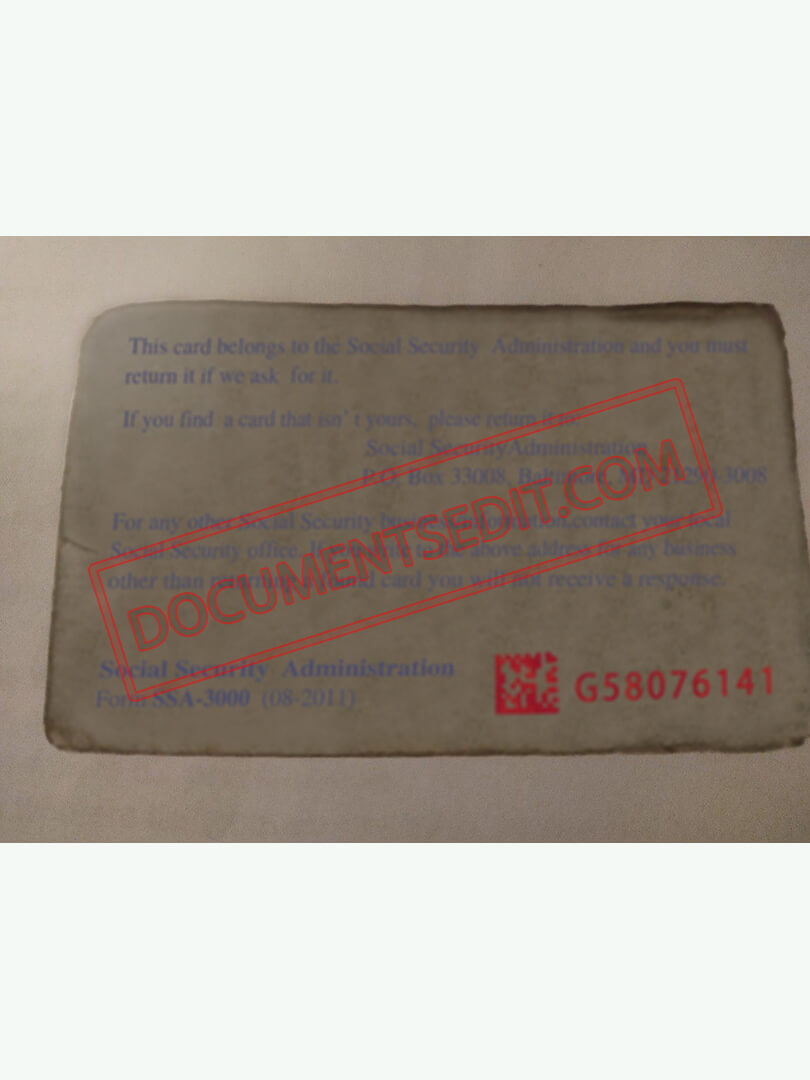 This card belongs to the Social Security Administration and you must
return it if we ask for it.
If you find a card that isn't yours, please return it to:
Social Security Administration
P.O. Box 33008, Baltimore, MD 21290-3008
For any other Social Security business/information, contact your local
Social Security office. If you write to the above address for any business
other than returning a found card you will not receive a response.
DOCUMENTSEDIT.COM
Social Security Administration
Form SSA-3000 (08-2011)
G58076141